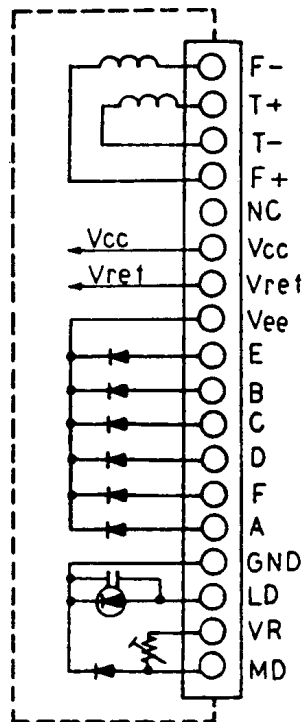 F-
T+
T-
F+
NC
Vcc Vcc
Vref Vref
Vee
E
B
C
D
F
A
GND
LD
VR
MD